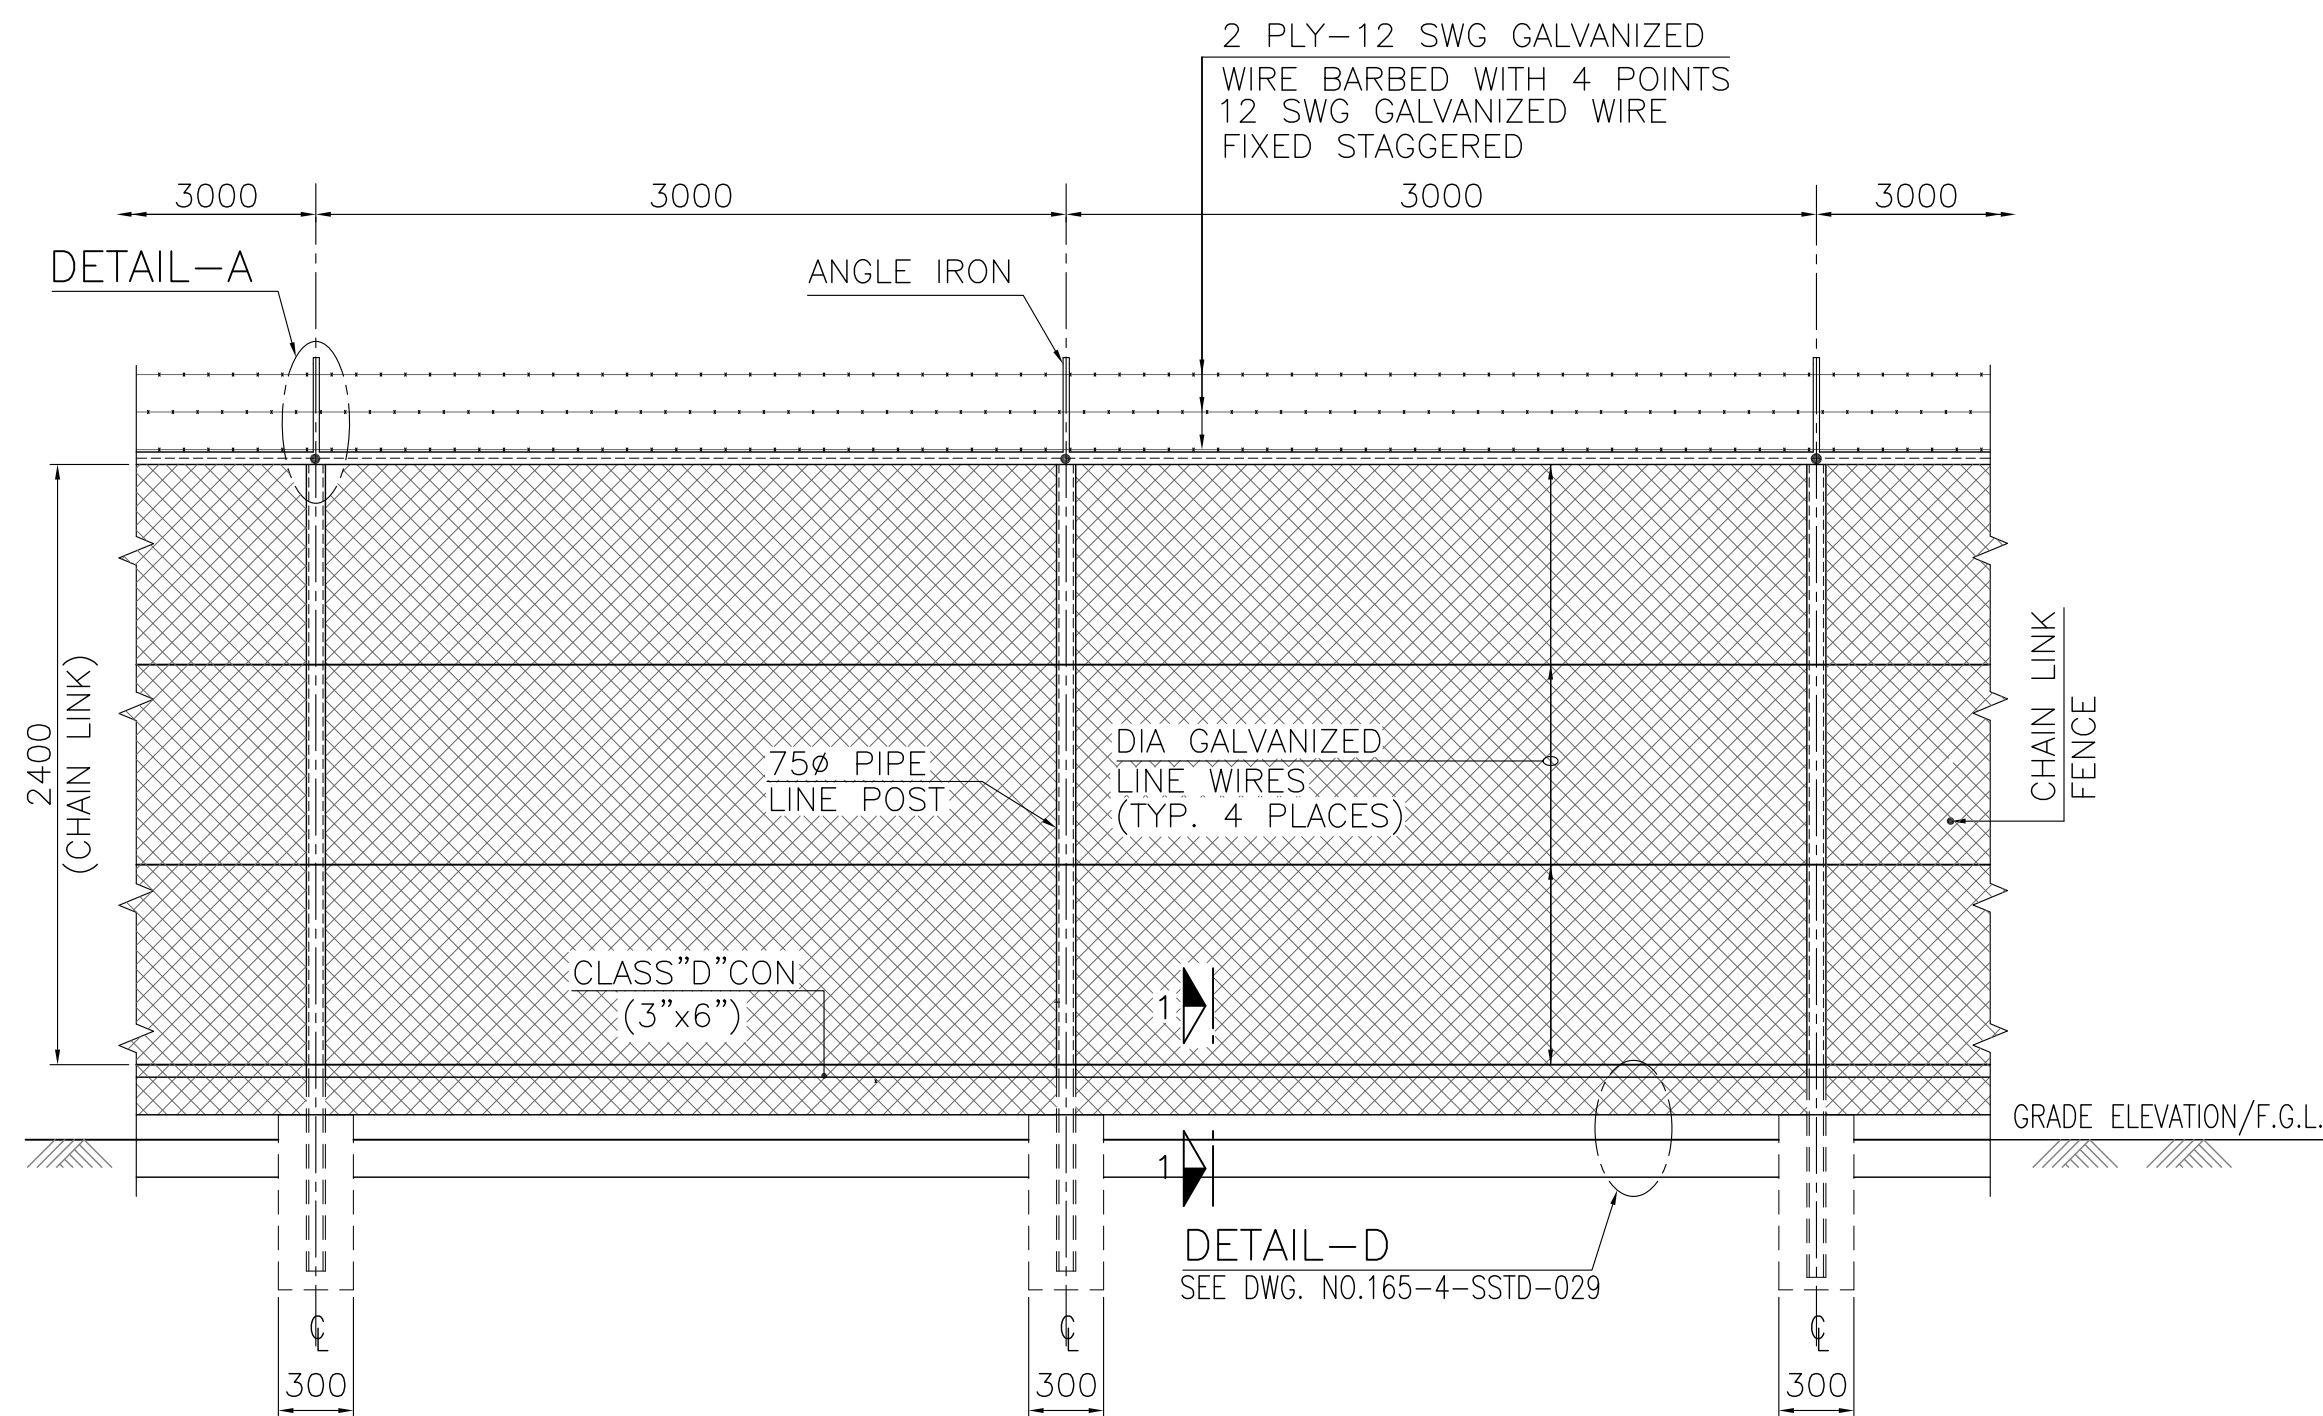 2 PLY-12 SWG GALVANIZED
WIRE BARBED WITH 4 POINTS
12 SWG GALVANIZED WIRE
FIXED STAGGERED
3000
3000
3000
3000
DETAIL-A
ANGLE IRON
2400
(CHAIN LINK)
75ø PIPE
LINE POST
DIA GALVANIZED
LINE WIRES
(TYP. 4 PLACES)
CHAIN LINK
FENCE
CLASS"D"CON
(3"x6")
1
1
GRADE ELEVATION/F.G.L.
DETAIL-D
SEE DWG. NO.165-4-SSTD-029
℄
℄
℄
300
300
300